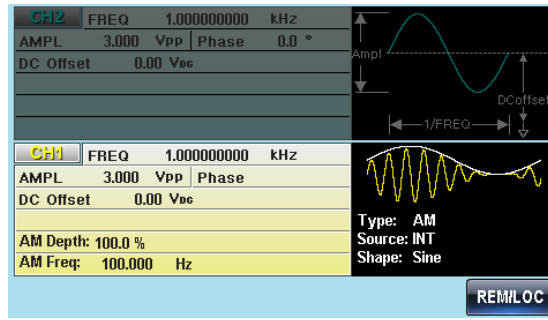 CH2 FREQ 1.000000000 kHz
AMPL 3.000 Vpp Phase 0.0 °
DC Offset 0.00 VDC
Ampl
DCoffset
1/FREQ
CH1 FREQ 1.000000000 kHz
AMPL 3.000 Vpp Phase
DC Offset 0.00 VDC
AM Depth: 100.0 %
AM Freq: 100.000 Hz
Type: AM
Source: INT
Shape: Sine
REM/LOC